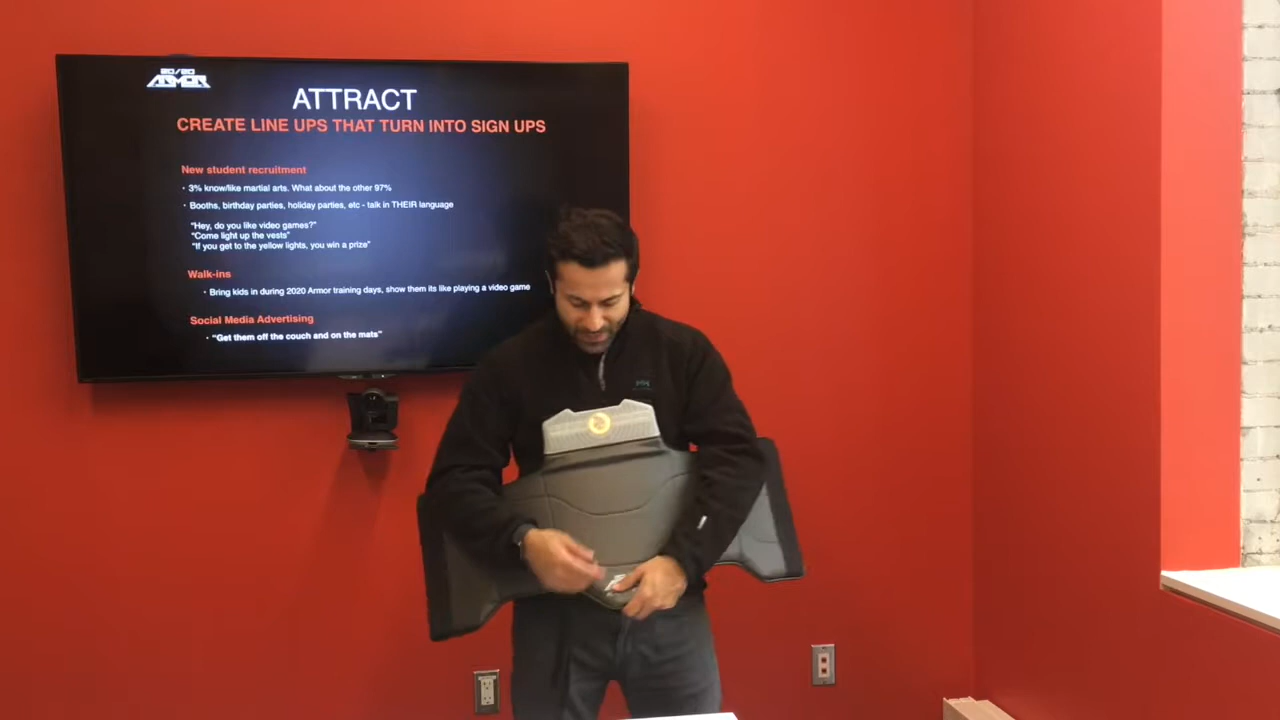 20/20
ARMOR
ATTRACT
CREATE LINE UPS THAT TURN INTO SIGN UPS
New student recruitment
• 3% know/like martial arts. What about the other 97%
• Booths, birthday parties, holiday parties, etc - talk in THEIR language
"Hey, do you like video games?"
"Come light up the vests"
"If you get to the yellow lights, you win a prize"
Walk-ins
• Bring kids in during 2020 Armor training days, show them its like playing a video game
Social Media Advertising
• "Get them off the couch and on the mats"
HH